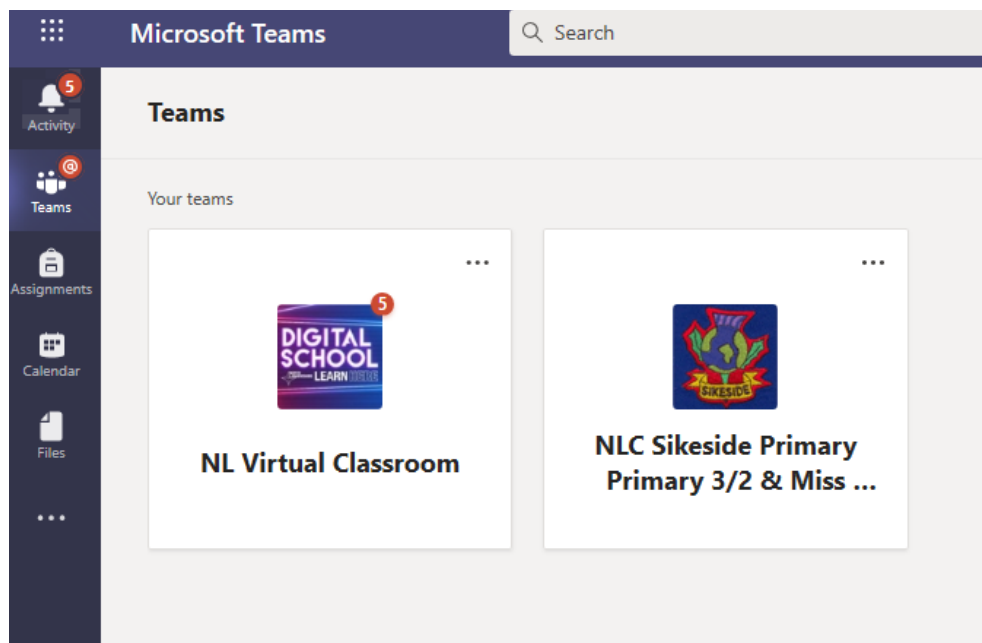 Microsoft Teams
Search
5
Activity
Teams
@
Teams
Your teams
Assignments
Calendar
Files
5
DIGITAL
SCHOOL
LEARN
NL Virtual Classroom
SIKESIDE
NLC Sikeside Primary
Primary 3/2 & Miss ...